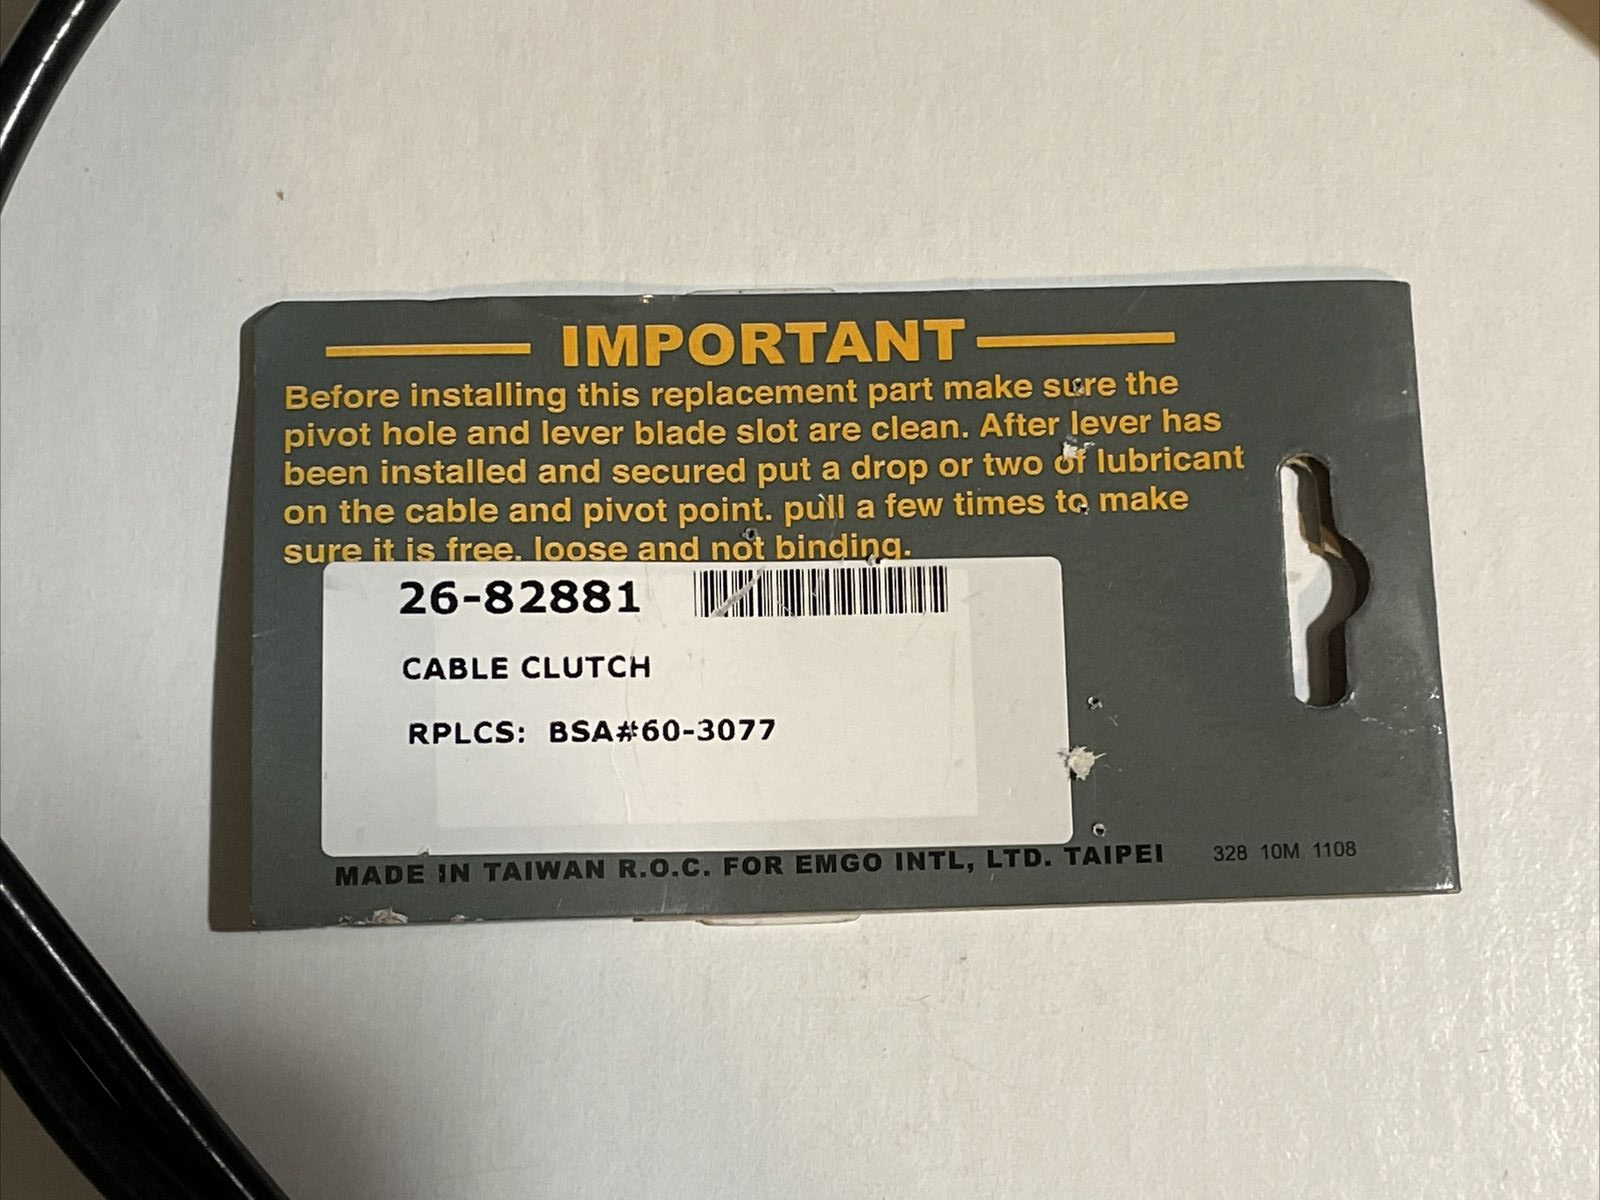 IMPORTANT
Before installing this replacement part make sure the
pivot hole and lever blade slot are clean. After lever has
been installed and secured put a drop or two of lubricant
on the cable and pivot point. pull a few times to make
sure it is free. loose and not binding.
26-82881
CABLE CLUTCH
RPLCS: BSA#60-3077
MADE IN TAIWAN R.O.C. FOR EMGO INTL, LTD. TAIPEI 328 10M 1108